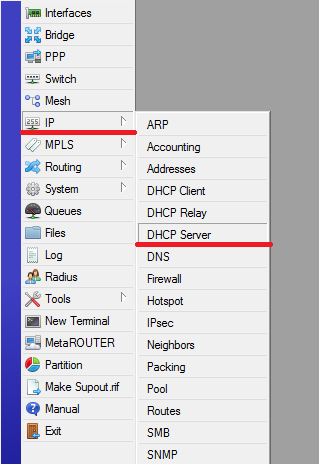 Interfaces
Bridge
PPP
Switch
Mesh
255
IP
MPLS
Routing
System
Queues
Files
Log
Radius
Tools
New Terminal
MetaROUTER
Partition
Make Supout.rif
Manual
Exit
ARP
Accounting
Addresses
DHCP Client
DHCP Relay
DHCP Server
DNS
Firewall
Hotspot
IPsec
Neighbors
Packing
Pool
Routes
SMB
SNMP